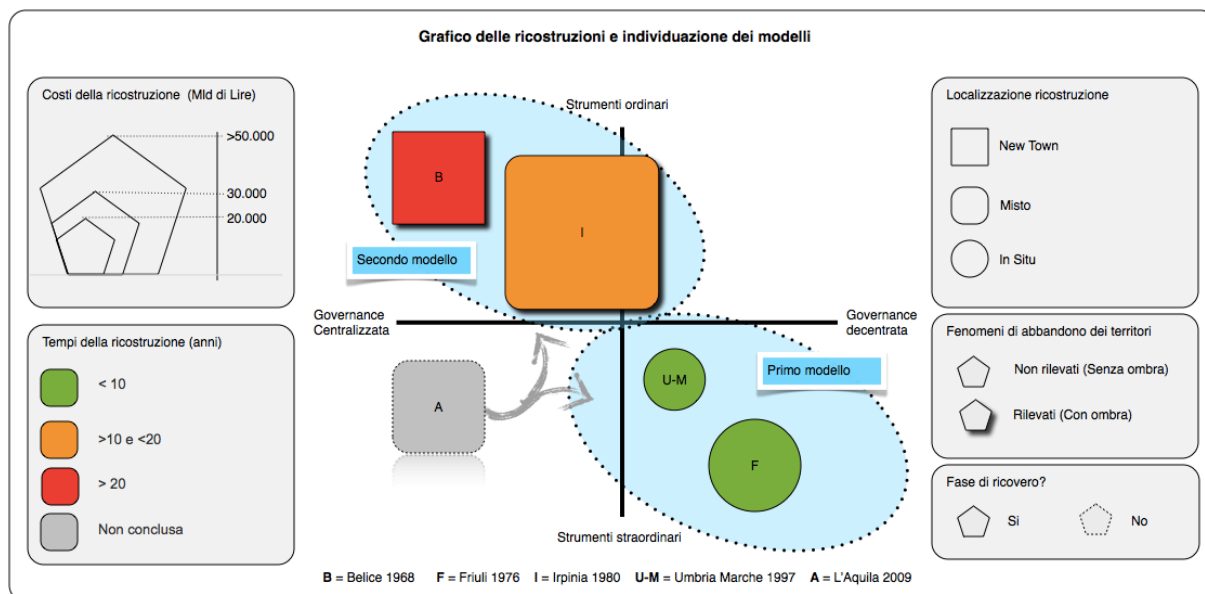 Grafico delle ricostruzioni e individuazione dei modelli
Costi della ricostruzione (Mld di Lire)
>50.000
30.000
20.000
Tempi della ricostruzione (anni)
< 10
>10 e <20
> 20
Non conclusa
Strumenti ordinari
B
I
Secondo modello
Governance
Centralizzata
Governance
decentrata
U-M
Primo modello
A
F
Strumenti straordinari
Localizzazione ricostruzione
New Town
Misto
In Situ
Fenomeni di abbandono dei territori
Non rilevati (Senza ombra)
Rilevati (Con ombra)
Fase di ricovero?
Si
No
B = Belice 1968 F = Friuli 1976 I = Irpinia 1980 U-M = Umbria Marche 1997 A = L'Aquila 2009